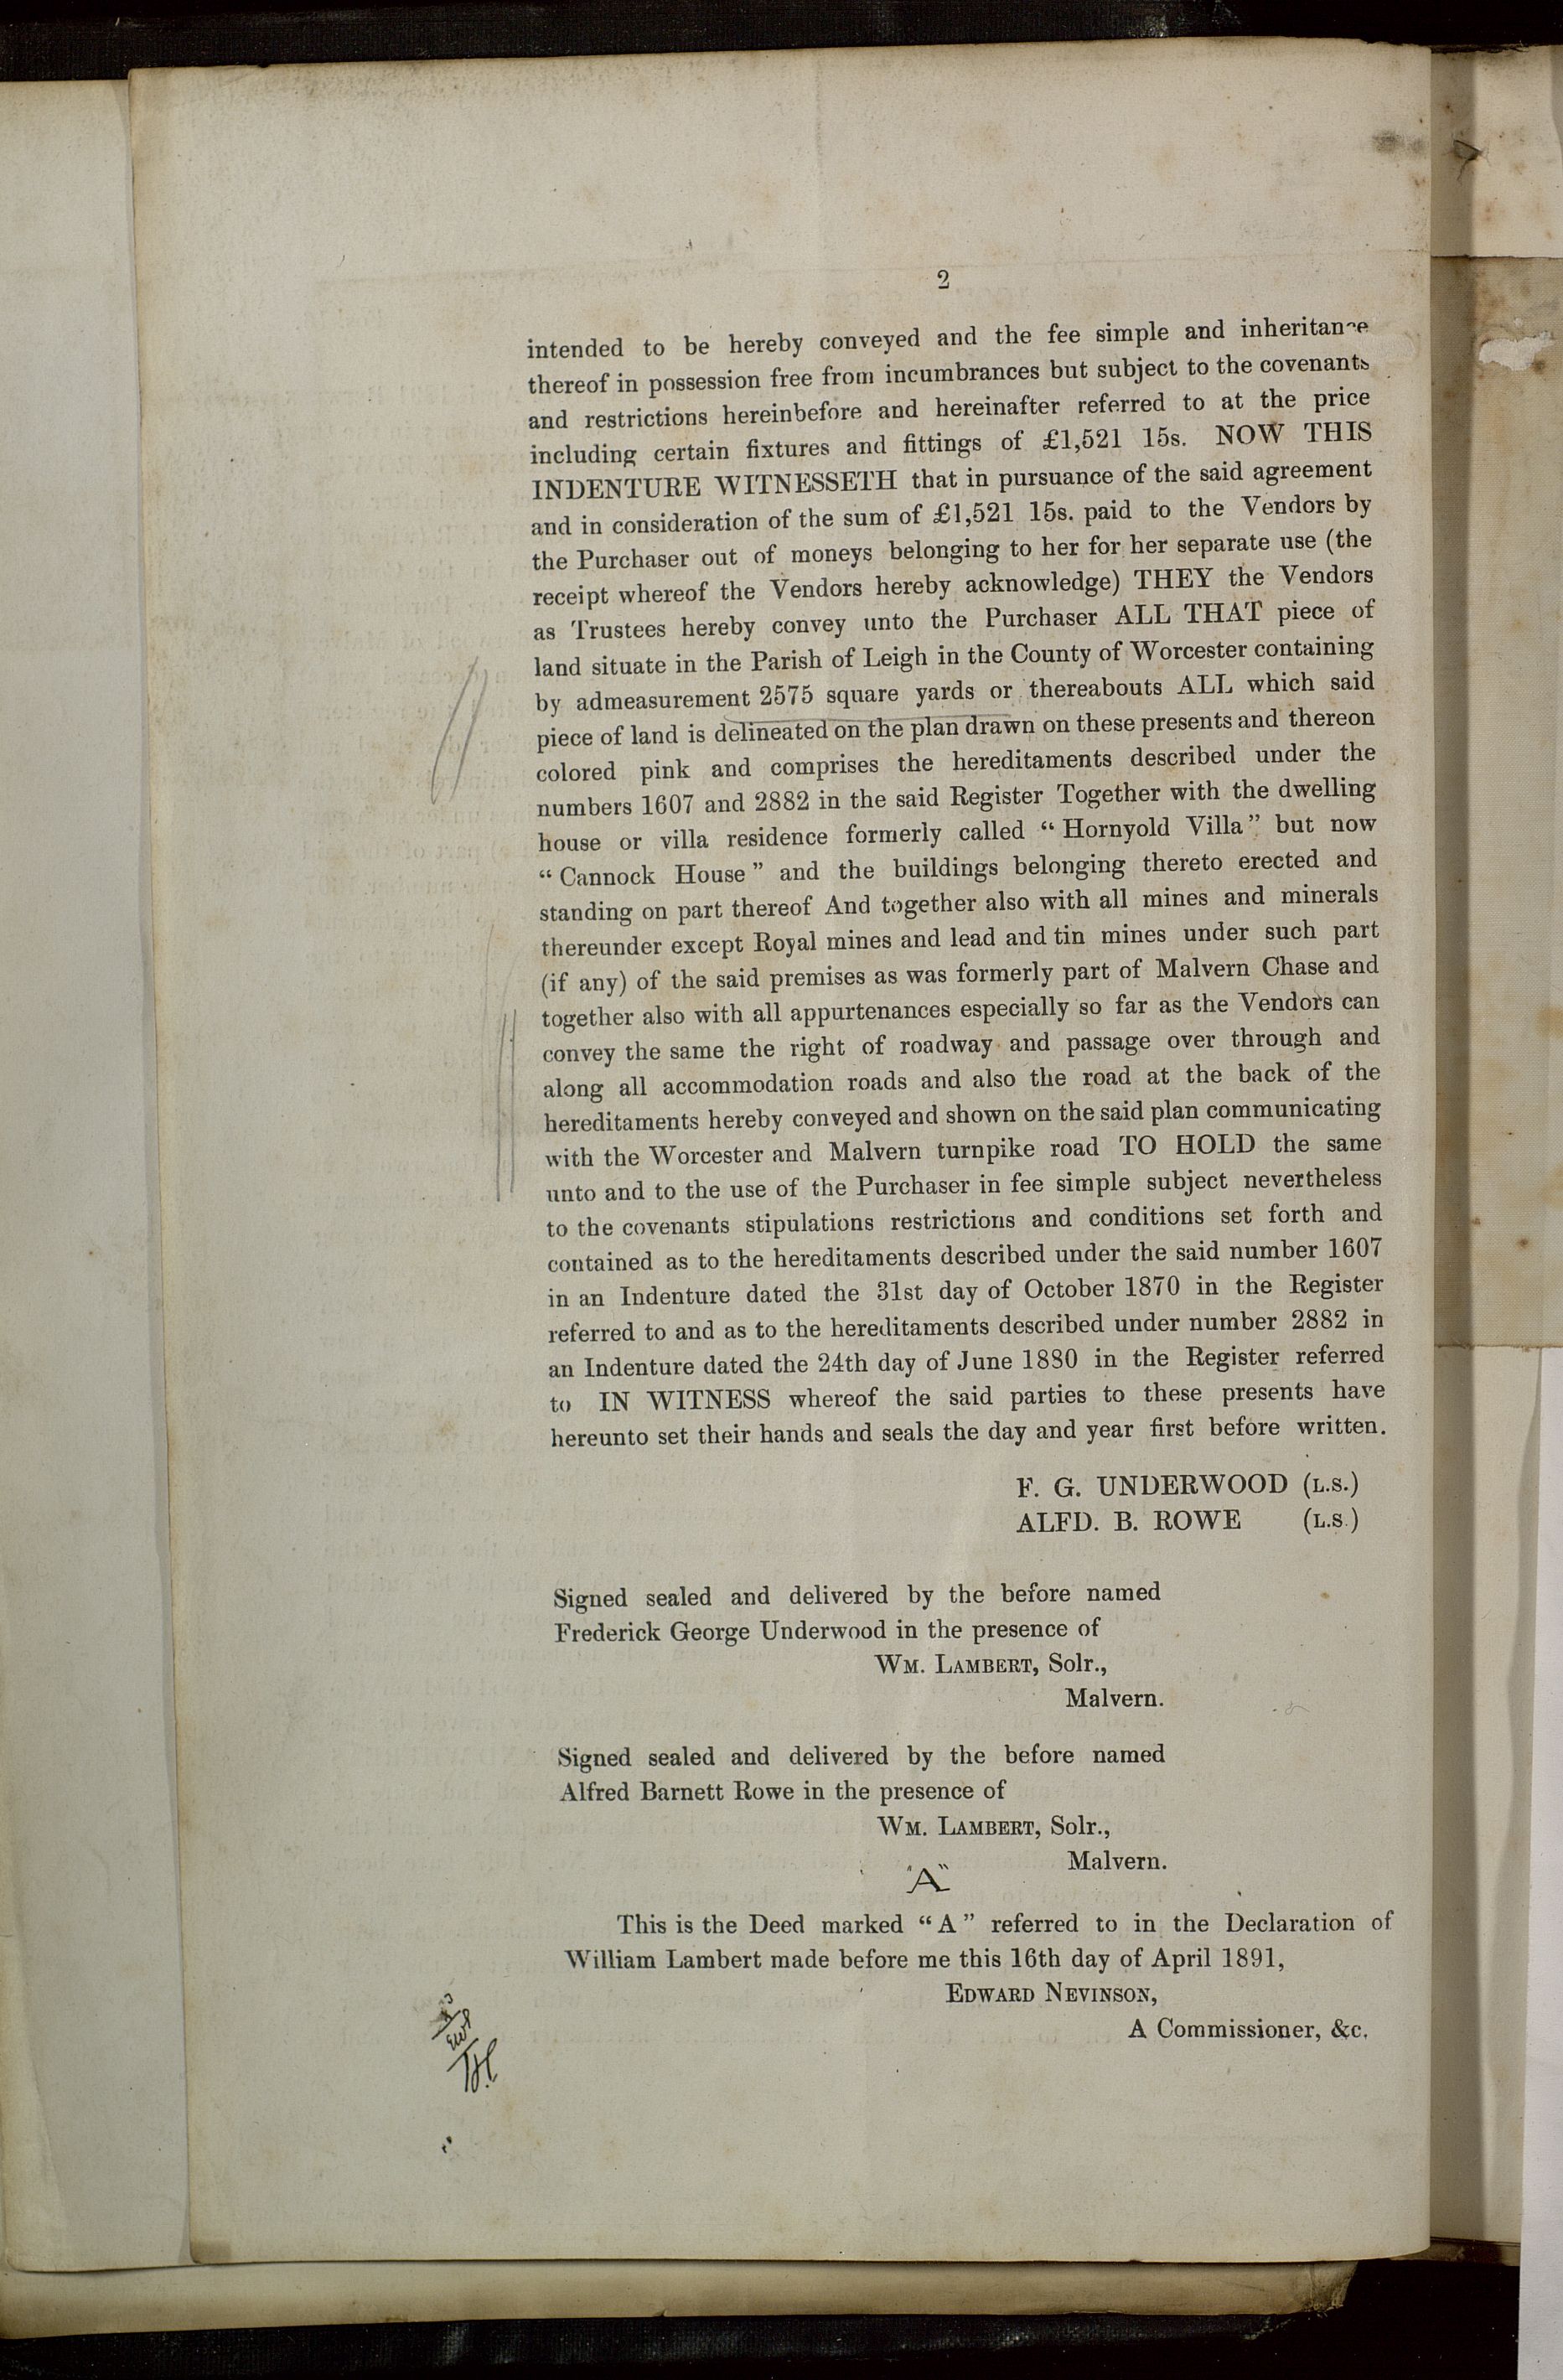 2
intended to be hereby conveyed and the fee simple and inheritance
thereof in possession free from incumbrances but subject to the covenants
and restrictions hereinbefore and hereinafter referred to at the price
including certain fixtures and fittings of £1,521 15s. NOW THIS
INDENTURE WITNESSETH that in pursuance of the said agreement
and in consideration of the sum of £1,521 15s. paid to the Vendors by
the Purchaser out of moneys belonging to her for her separate use (the
receipt whereof the Vendors hereby acknowledge) THEY the Vendors
as Trustees hereby convey unto the Purchaser ALL THAT piece of
land situate in the Parish of Leigh in the County of Worcester containing
by admeasurement 2575 square yards or thereabouts ALL which said
piece of land is delineated on the plan drawn on these presents and thereon
colored pink and comprises the hereditaments described under the
numbers 1607 and 2882 in the said Register Together with the dwelling
house or villa residence formerly called “Hornyold Villa” but now
“Cannock House” and the buildings belonging thereto erected and
standing on part thereof And together also with all mines and minerals
thereunder except Royal mines and lead and tin mines under such part
(if any) of the said premises as was formerly part of Malvern Chase and
together also with all appurtenances especially so far as the Vendors can
convey the same the right of roadway and passage over through and
along all accommodation roads and also the road at the back of the
hereditaments hereby conveyed and shown on the said plan communicating
with the Worcester and Malvern turnpike road TO HOLD the same
unto and to the use of the Purchaser in fee simple subject nevertheless
to the covenants stipulations restrictions and conditions set forth and
contained as to the hereditaments described under the said number 1607
in an Indenture dated the 31st day of October 1870 in the Register
referred to and as to the hereditaments described under number 2882 in
an Indenture dated the 24th day of June 1880 in the Register referred
to IN WITNESS whereof the said parties to these presents have
hereunto set their hands and seals the day and year first before written.
F. G. UNDERWOOD (L.S.)
ALFD. B. ROWE (L.S.)
Signed sealed and delivered by the before named
Frederick George Underwood in the presence of
WM. LAMBERT, Solr.,
Malvern.
Signed sealed and delivered by the before named
Alfred Barnett Rowe in the presence of
WM. LAMBERT, Solr.,
Malvern.
"A"
This is the Deed marked “A” referred to in the Declaration of
William Lambert made before me this 16th day of April 1891,
EDWARD NEVINSON,
A Commissioner, &c.